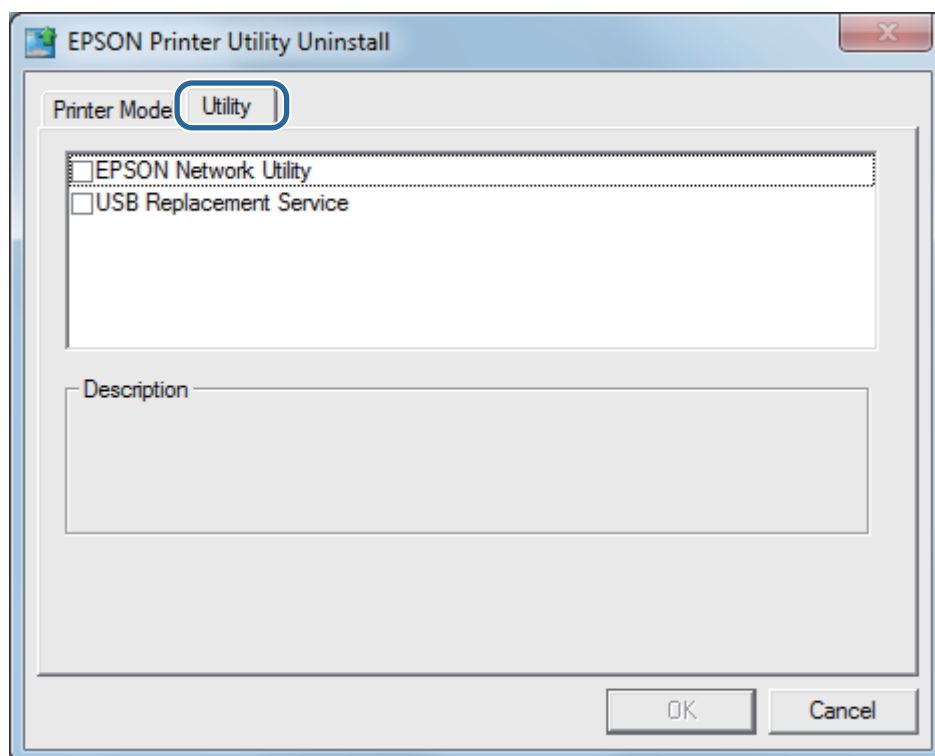 EPSON Printer Utility Uninstall
Printer Mode Utility
EPSON Network Utility
USB Replacement Service
Description
OK Cancel